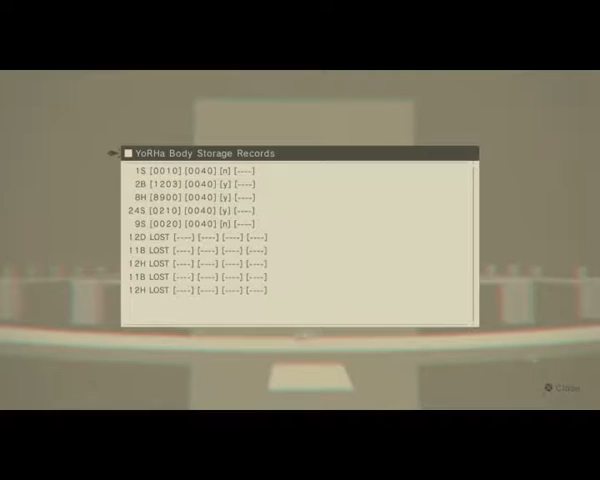 YoRHa Body Storage Records
1S [0010] [0040] [n] [----]
2B [1203] [0040] [y] [----]
8H [8900] [0040] [y] [----]
24S [0210] [0040] [y] [----]
9S [0020] [0040] [n] [----]
12D LOST [----] [----] [----] [----]
11B LOST [----] [----] [----] [----]
12H LOST [----] [----] [----] [----]
11B LOST [----] [----] [----] [----]
12H LOST [----] [----] [----] [----]
Close